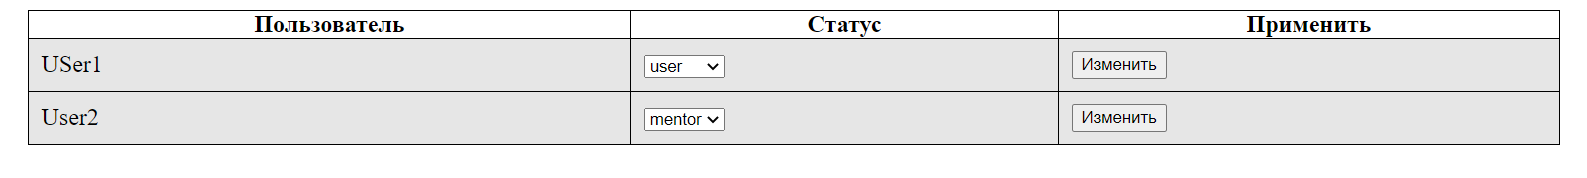 Пользователь Статус Применить
USer1 user Изменить
User2 mentor Изменить